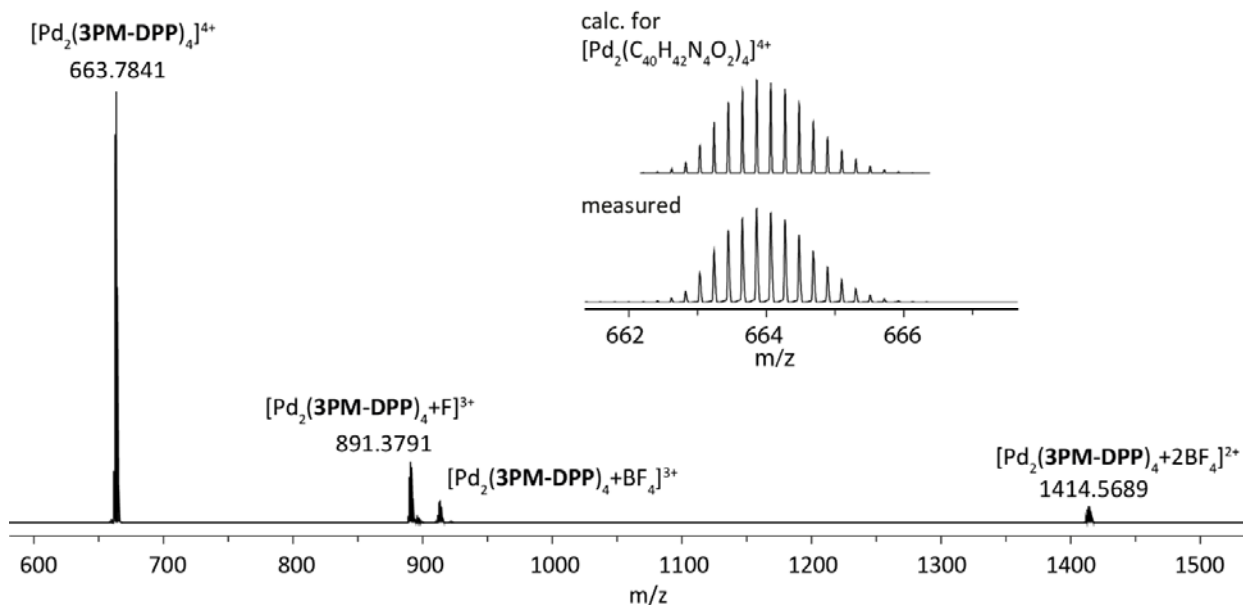 [Pd₂(3PM-DPP)₄]⁴⁺
663.7841
calc. for
[Pd₂(C₄₀H₄₂N₄O₂)₄]⁴⁺
measured
662 664 666
m/z
[Pd₂(3PM-DPP)₄+F]³⁺
891.3791
[Pd₂(3PM-DPP)₄+BF₄]³⁺
[Pd₂(3PM-DPP)₄+2BF₄]²⁺
1414.5689
600 700 800 900 1000 1100 1200 1300 1400 1500
m/z